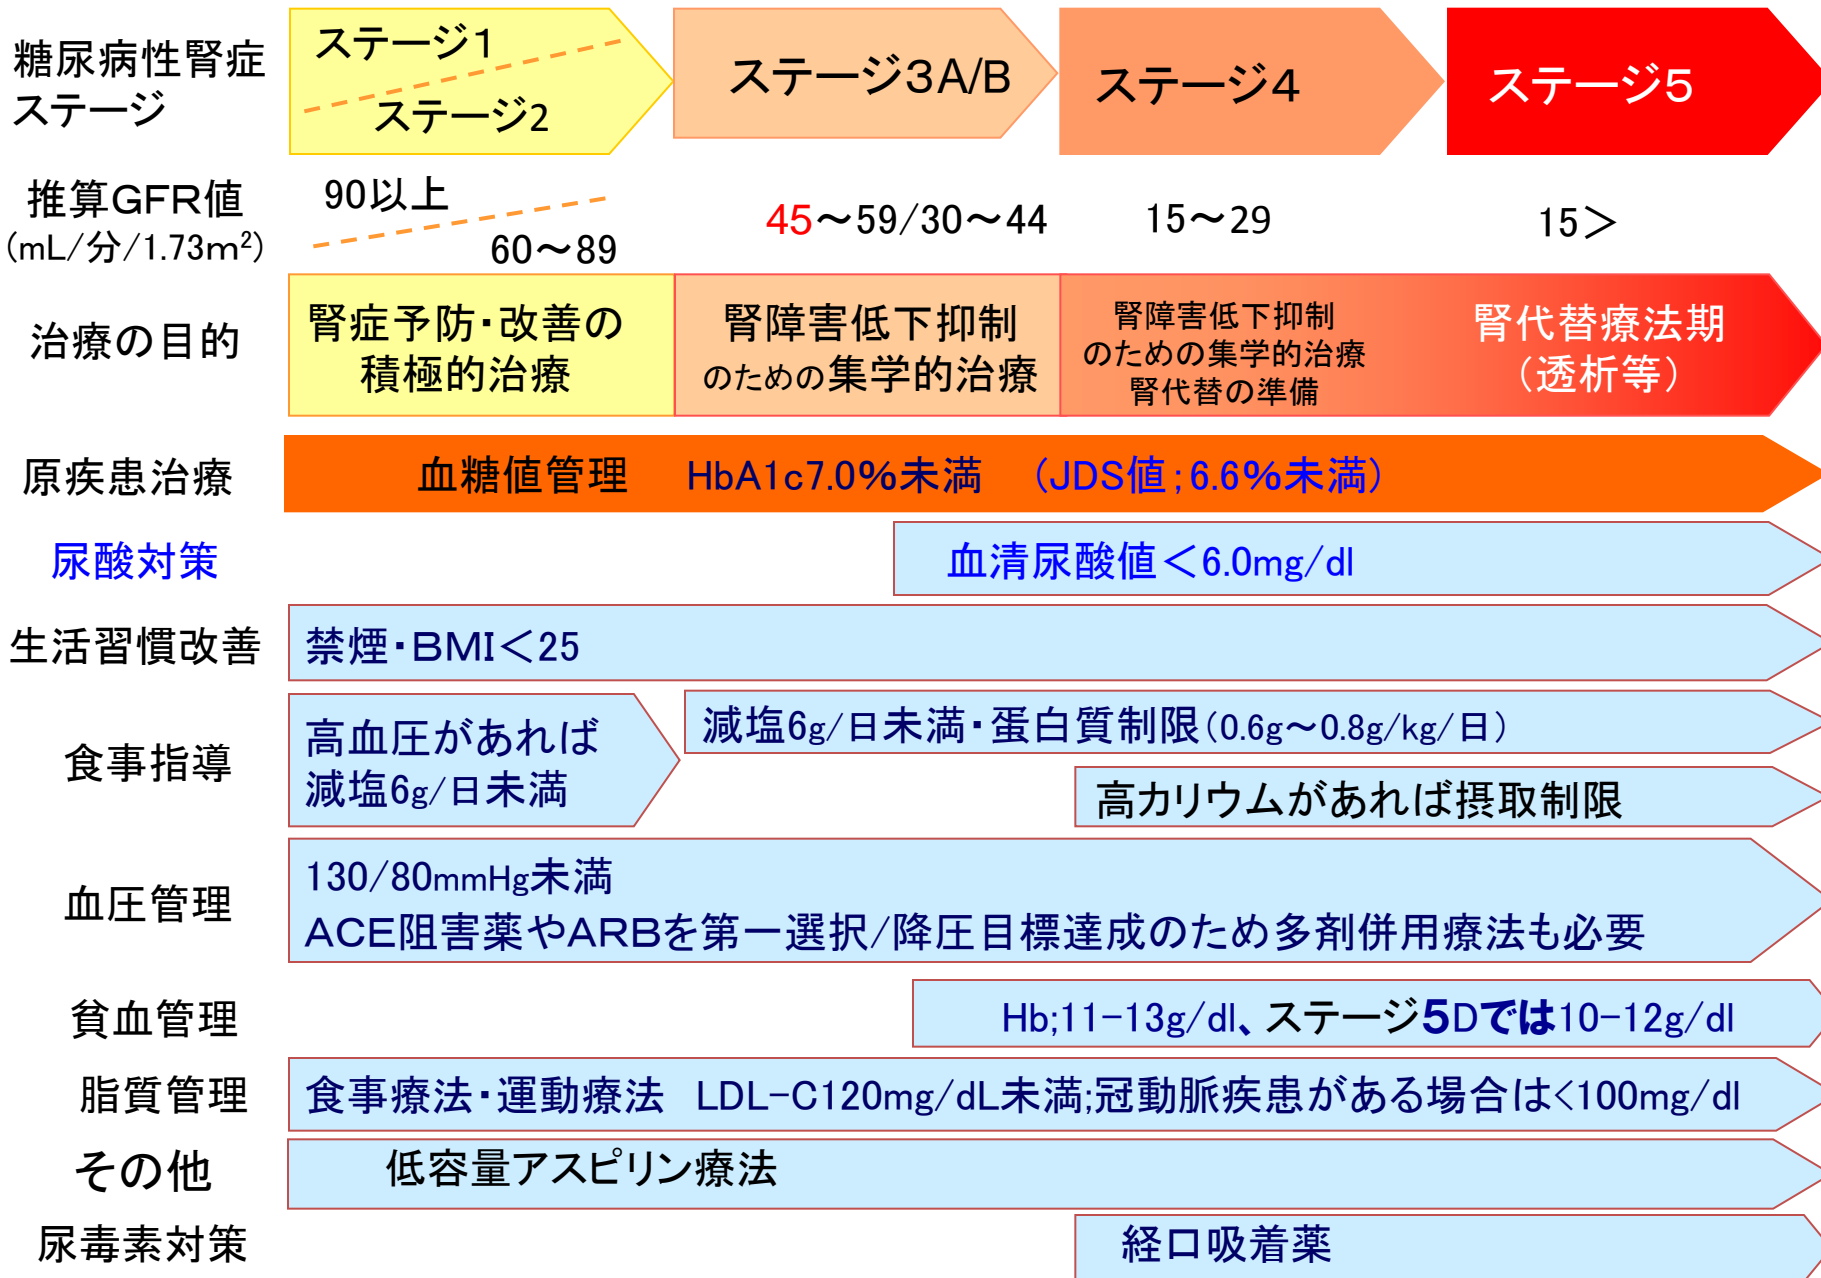 糖尿病性腎症
ステージ
ステージ1
ステージ2
ステージ3A/B
ステージ4
ステージ5
推算GFR値
(mL/分/1.73m²)
90以上
60～89
45～59/30～44
15～29
15＞
治療の目的
腎症予防・改善の
積極的治療
腎障害低下抑制
のための集学的治療
腎障害低下抑制
のための集学的治療
腎代替の準備
腎代替療法期
（透析等）
原疾患治療
血糖値管理 HbA1c7.0%未満 （JDS値；6.6%未満）
尿酸対策
血清尿酸値＜6.0mg/dl
生活習慣改善
禁煙・BMI＜25
食事指導
高血圧があれば
減塩6g/日未満
減塩6g/日未満・蛋白質制限（0.6g～0.8g/kg/日）
高カリウムがあれば摂取制限
血圧管理
130/80mmHg未満
ACE阻害薬やARBを第一選択/降圧目標達成のため多剤併用療法も必要
貧血管理
Hb;11-13g/dl、ステージ5Dでは10-12g/dl
脂質管理
食事療法・運動療法 LDL-C120mg/dL未満;冠動脈疾患がある場合は<100mg/dl
その他
低容量アスピリン療法
尿毒素対策
経口吸着薬